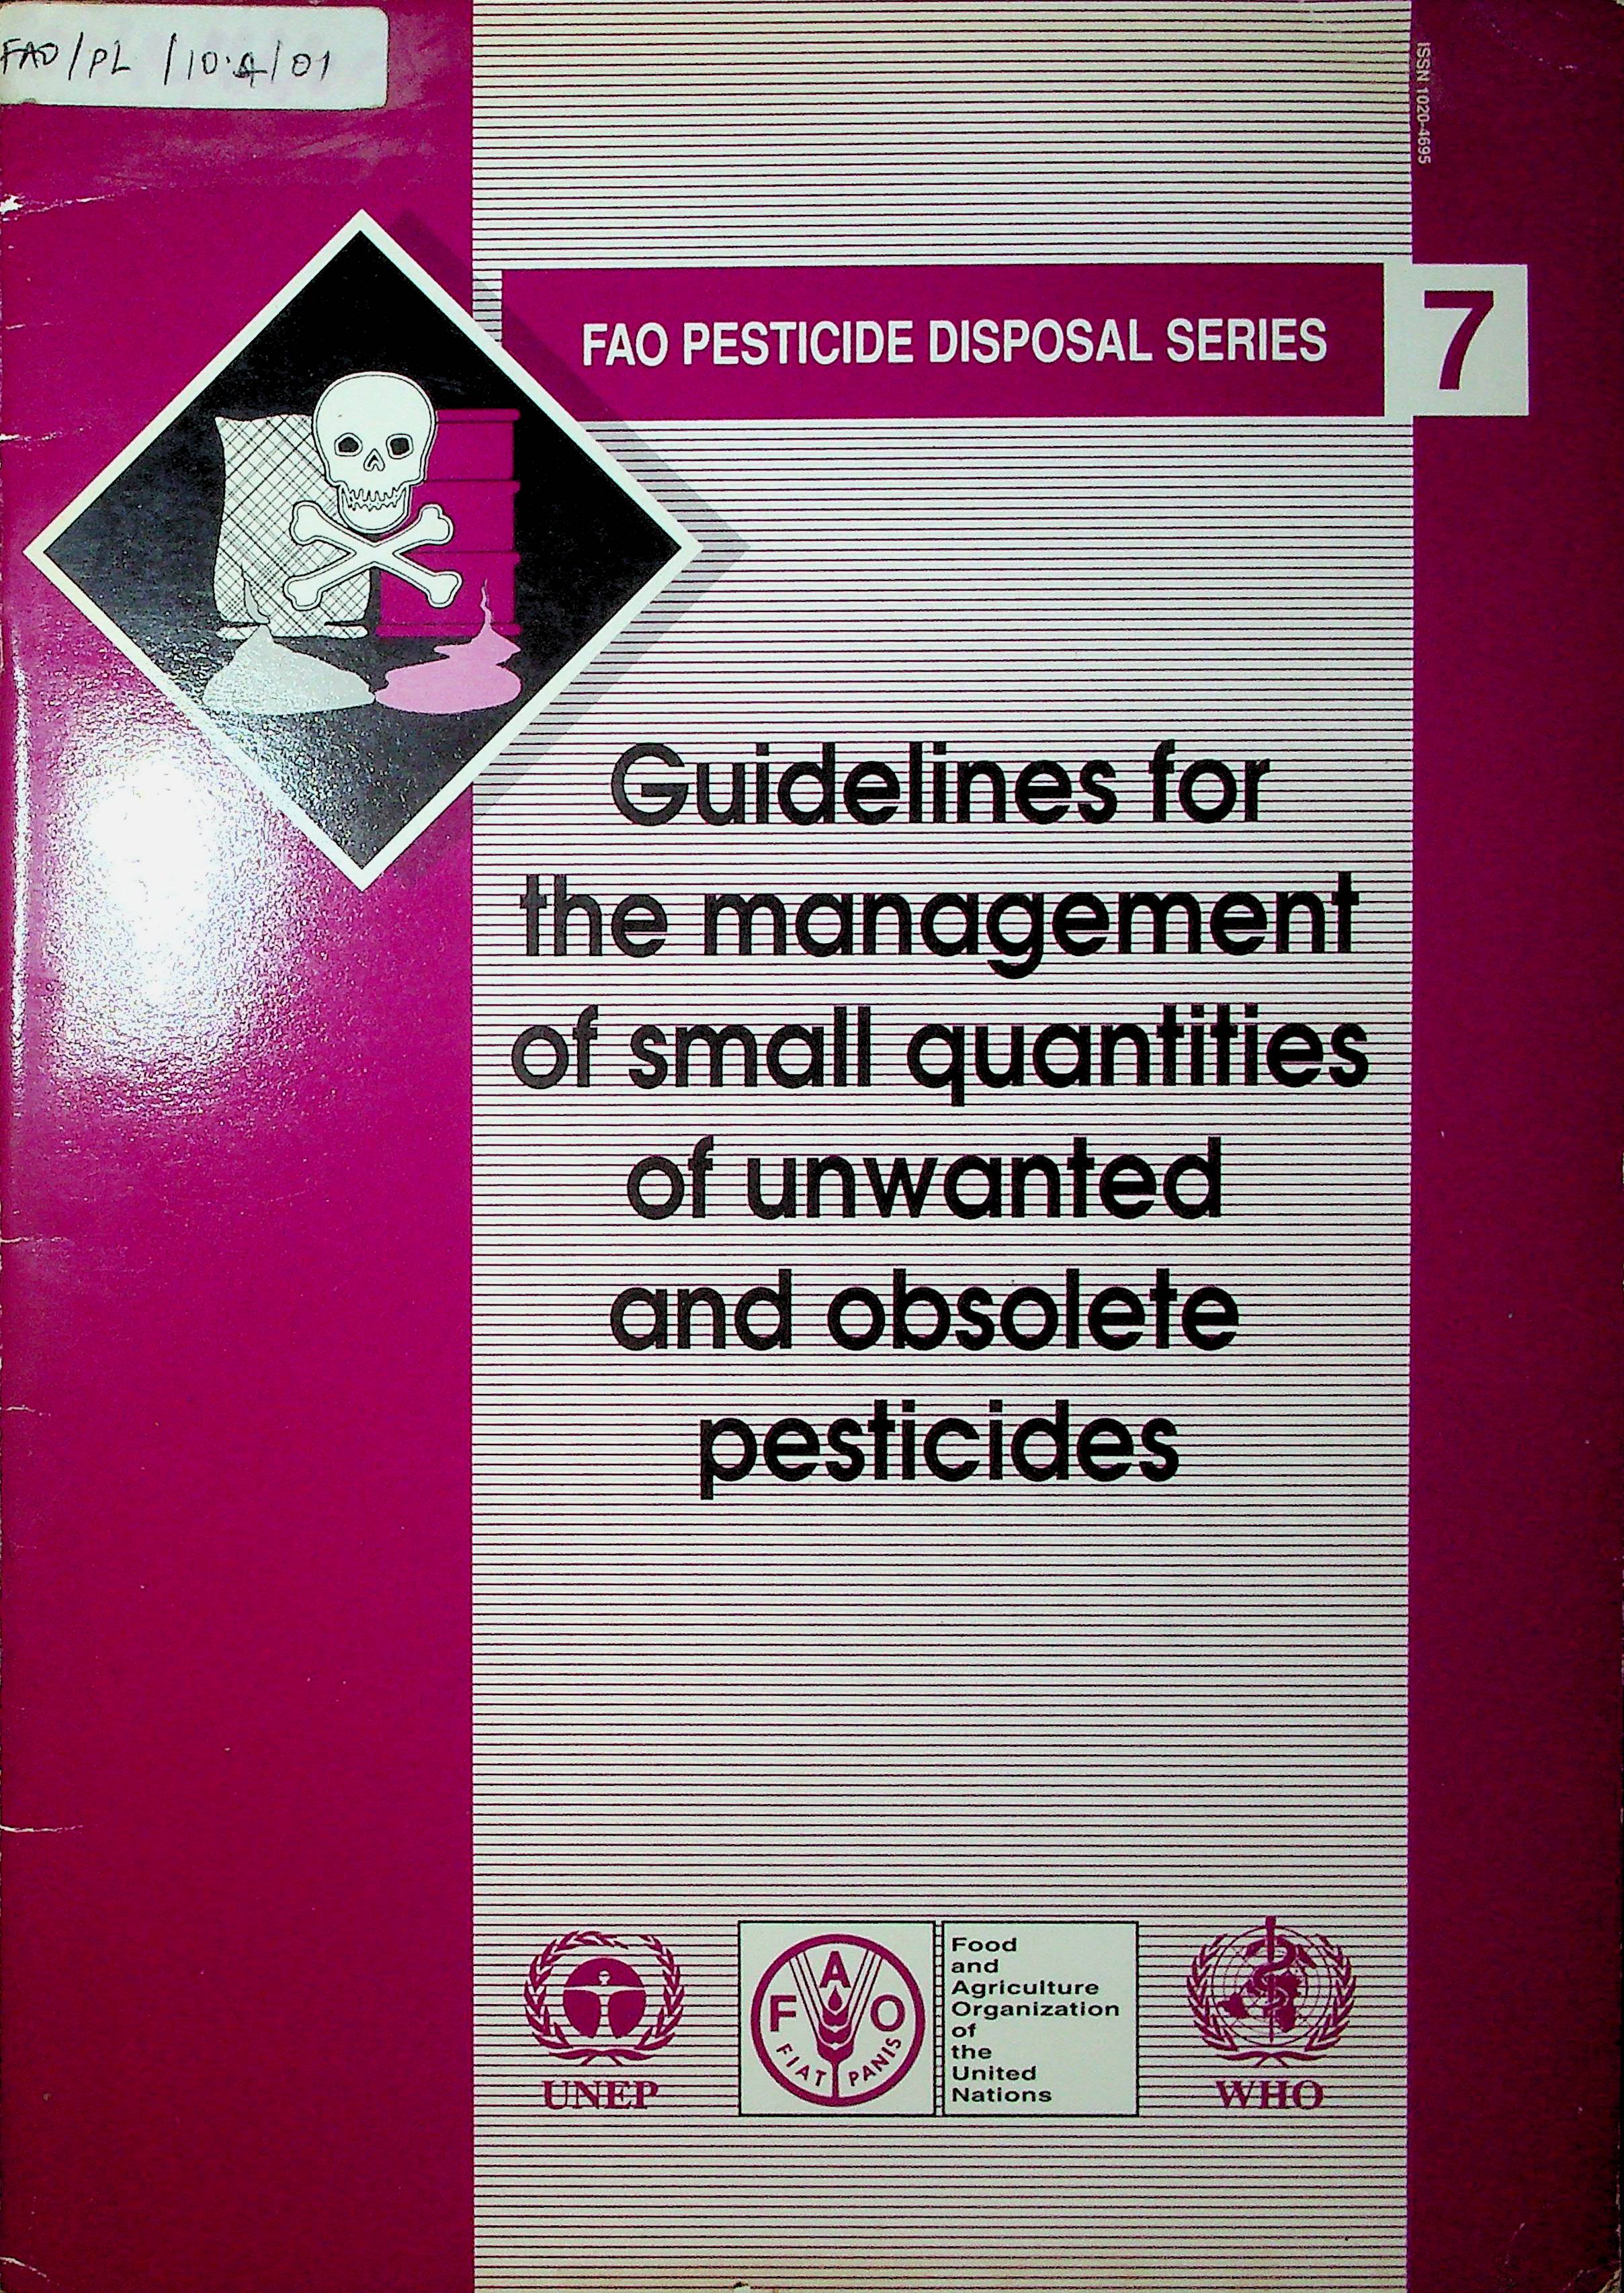 FAO/PL/10.4/01
ISSN 1020-4695
FAO PESTICIDE DISPOSAL SERIES
7
Guidelines for
the management
of small quantities
of unwanted
and obsolete
pesticides
UNEP
F A O
FIAT PANIS
Food
and
Agriculture
Organization
of
the
United
Nations
WHO